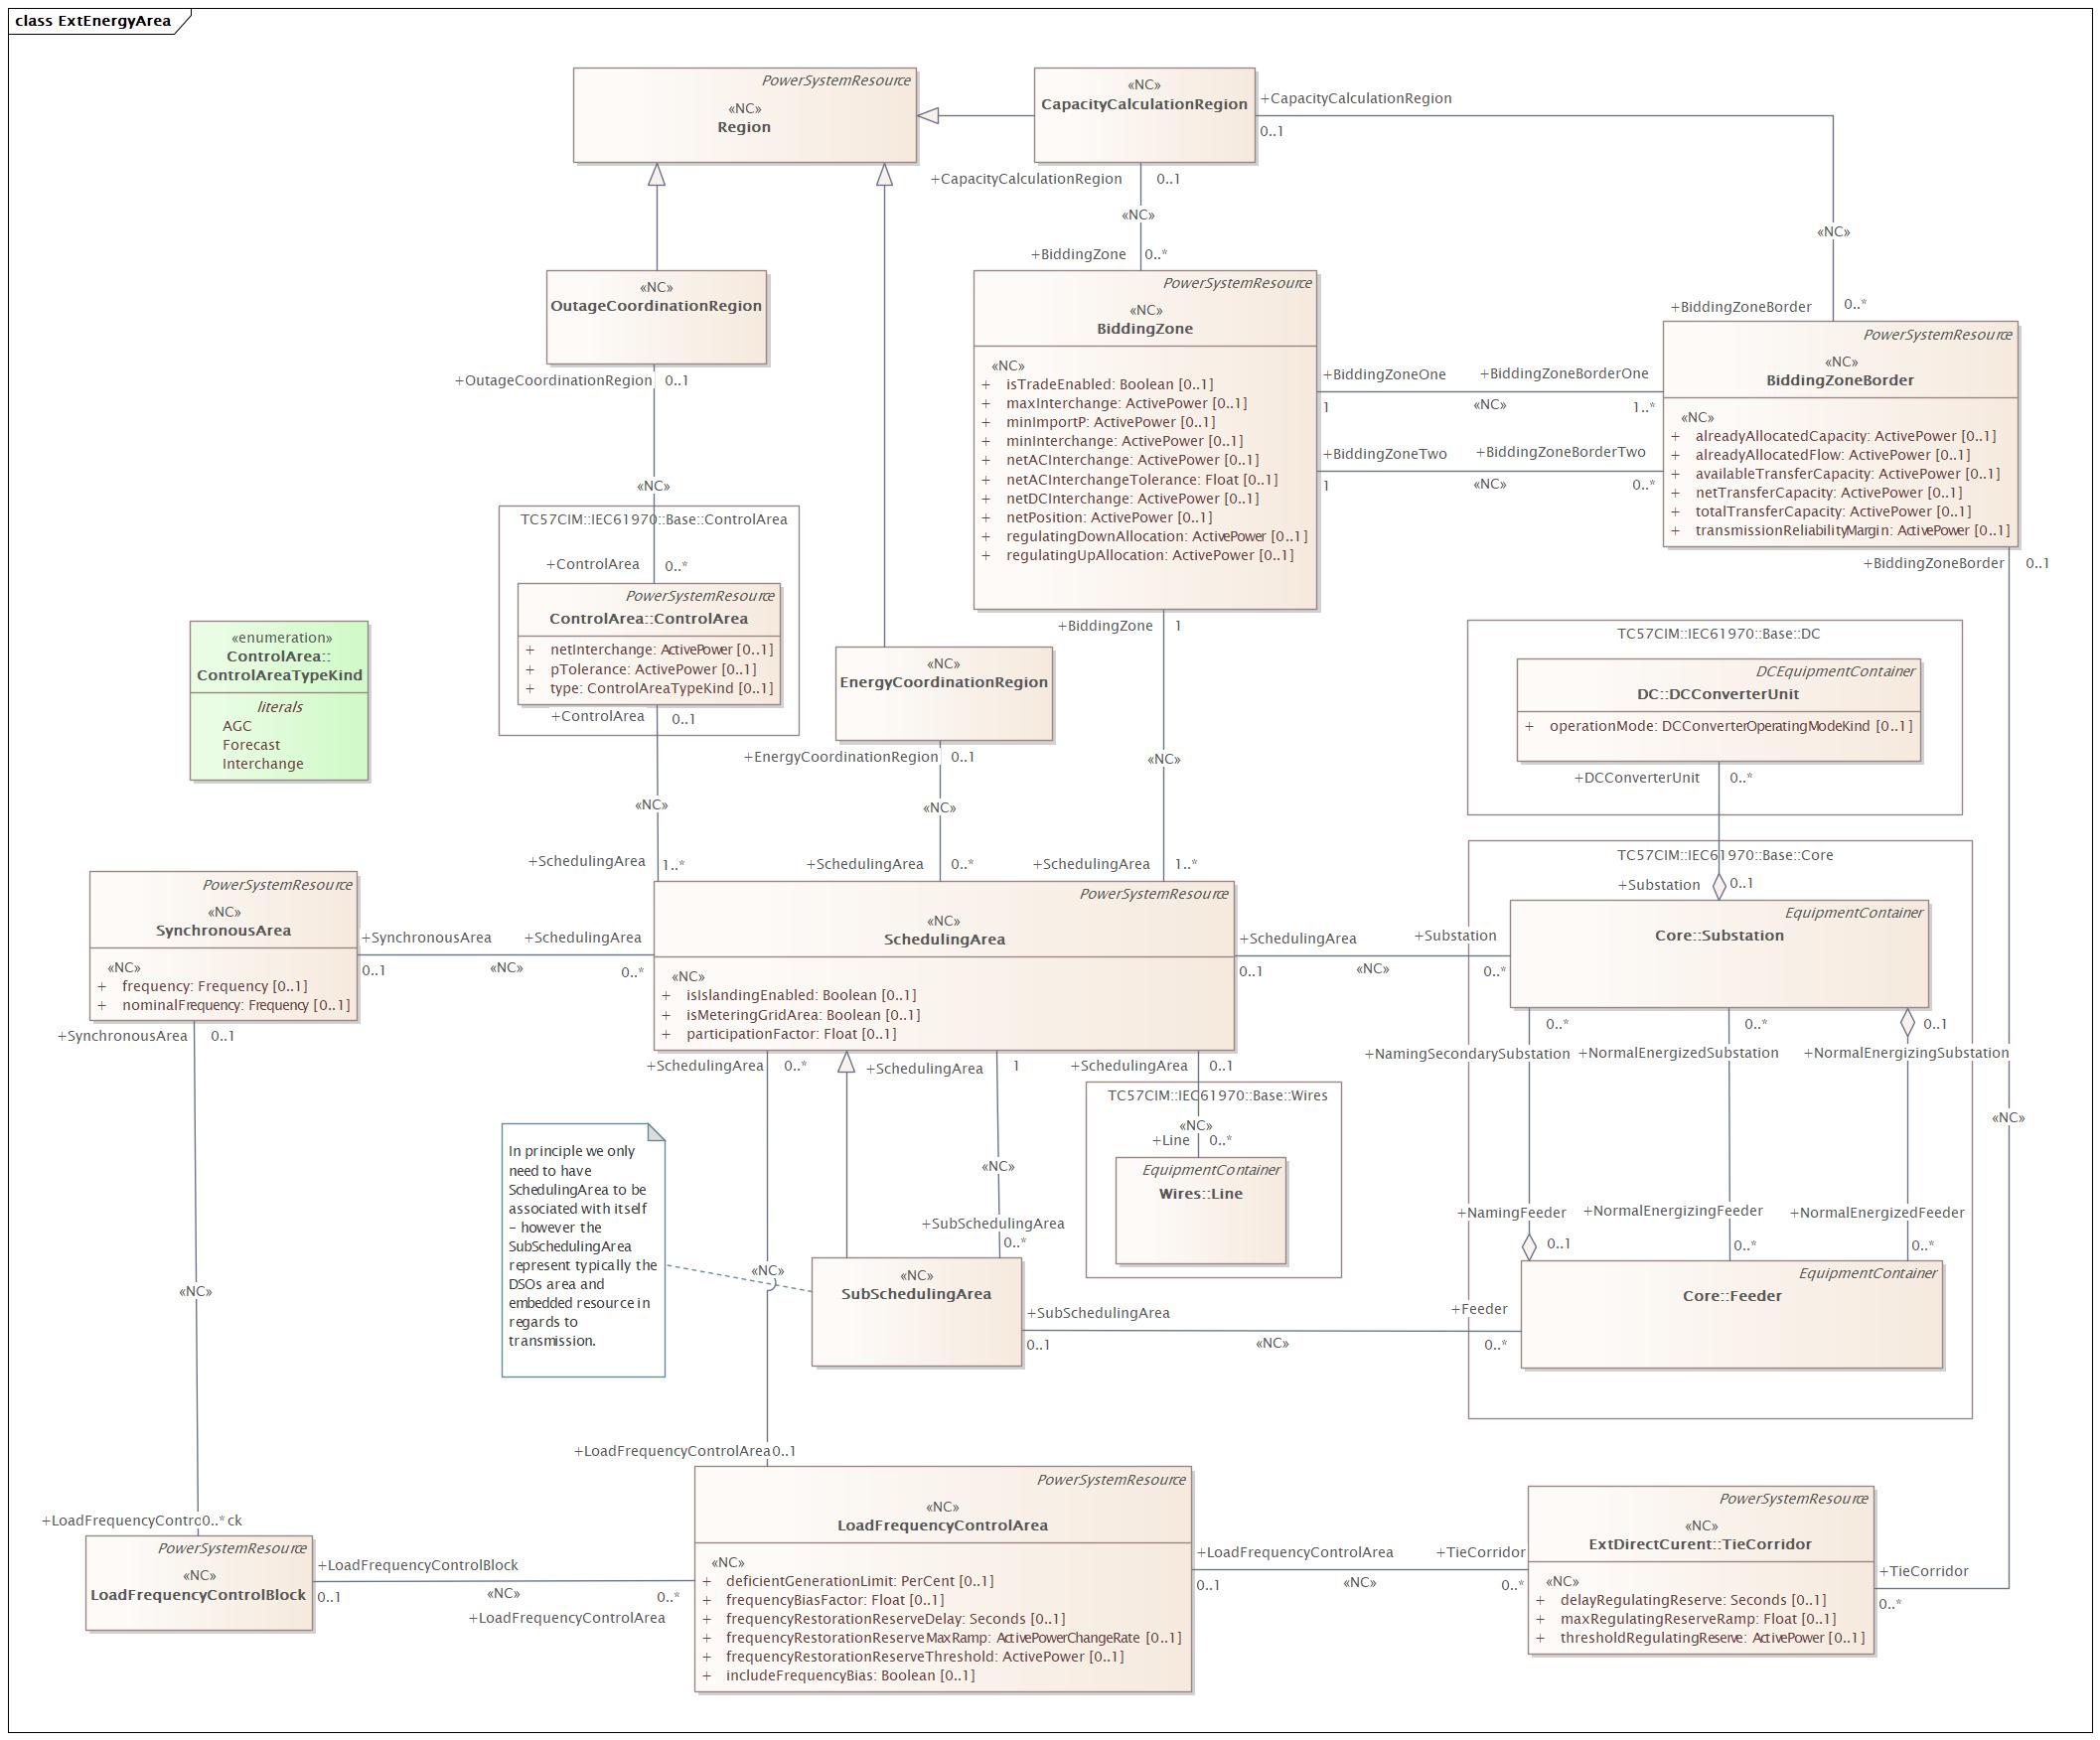 class ExtEnergyArea
PowerSystemResource
«NC»
Region
«NC»
CapacityCalculationRegion
+CapacityCalculationRegion
0..1
+CapacityCalculationRegion 0..1
«NC»
+BiddingZone 0..*
«NC»
+BiddingZoneBorder 0..*
«NC»
OutageCoordinationRegion
+OutageCoordinationRegion 0..1
«NC»
PowerSystemResource
«NC»
BiddingZone
«NC»
+ isTradeEnabled: Boolean [0..1]
+ maxInterchange: ActivePower [0..1]
+ minImportP: ActivePower [0..1]
+ minInterchange: ActivePower [0..1]
+ netACInterchange: ActivePower [0..1]
+ netACInterchangeTolerance: Float [0..1]
+ netDCInterchange: ActivePower [0..1]
+ netPosition: ActivePower [0..1]
+ regulatingDownAllocation: ActivePower [0..1]
+ regulatingUpAllocation: ActivePower [0..1]
+BiddingZoneOne +BiddingZoneBorderOne
1 «NC» 1..*
+BiddingZoneTwo +BiddingZoneBorderTwo
1 «NC» 0..*
PowerSystemResource
«NC»
BiddingZoneBorder
«NC»
+ alreadyAllocatedCapacity: ActivePower [0..1]
+ alreadyAllocatedFlow: ActivePower [0..1]
+ availableTransferCapacity: ActivePower [0..1]
+ netTransferCapacity: ActivePower [0..1]
+ totalTransferCapacity: ActivePower [0..1]
+ transmissionReliabilityMargin: ActivePower [0..1]
+BiddingZoneBorder 0..1
TC57CIM::IEC61970::Base::ControlArea
+ControlArea 0..*
PowerSystemResource
ControlArea::ControlArea
+ netInterchange: ActivePower [0..1]
+ pTolerance: ActivePower [0..1]
+ type: ControlAreaTypeKind [0..1]
+ControlArea 0..1
«NC»
+SchedulingArea 1..*
«enumeration»
ControlArea::
ControlAreaTypeKind
literals
AGC
Forecast
Interchange
«NC»
EnergyCoordinationRegion
+EnergyCoordinationRegion 0..1
«NC»
+SchedulingArea 0..*
+BiddingZone 1
«NC»
+SchedulingArea 1..*
TC57CIM::IEC61970::Base::DC
DCEquipmentContainer
DC::DCConverterUnit
+ operationMode: DCConverterOperatingModeKind [0..1]
+DCConverterUnit 0..*
TC57CIM::IEC61970::Base::Core
+Substation 0..1
PowerSystemResource
«NC»
SynchronousArea
«NC»
+ frequency: Frequency [0..1]
+ nominalFrequency: Frequency [0..1]
+SynchronousArea +SchedulingArea
0..1 «NC» 0..*
+SynchronousArea 0..1
PowerSystemResource
«NC»
SchedulingArea
«NC»
+ isIslandingEnabled: Boolean [0..1]
+ isMeteringGridArea: Boolean [0..1]
+ participationFactor: Float [0..1]
+SchedulingArea +Substation
0..1 «NC» 0..*
EquipmentContainer
Core::Substation
0..* 0..* 0..1
+NamingSecondarySubstation +NormalEnergizedSubstation +NormalEnergizingSubstation
«NC»
+SchedulingArea 0..* +SchedulingArea 1 +SchedulingArea 0..1
TC57CIM::IEC61970::Base::Wires
«NC»
+Line 0..*
EquipmentContainer
Wires::Line
In principle we only
need to have
SchedulingArea to be
associated with itself
– however the
SubSchedulingArea
represent typically the
DSOs area and
embedded resource in
regards to
transmission.
«NC»
+SubSchedulingArea
0..*
«NC»
«NC»
SubSchedulingArea
+NamingFeeder +NormalEnergizingFeeder +NormalEnergizedFeeder
0..1 0..* 0..*
EquipmentContainer
Core::Feeder
+SubSchedulingArea +Feeder
0..1 «NC» 0..*
«NC»
+LoadFrequencyControlArea 0..1
+LoadFrequencyContro 0..* ck
PowerSystemResource
«NC»
LoadFrequencyControlBlock
+LoadFrequencyControlBlock
0..1 «NC» 0..*
+LoadFrequencyControlArea
PowerSystemResource
«NC»
LoadFrequencyControlArea
«NC»
+ deficientGenerationLimit: PerCent [0..1]
+ frequencyBiasFactor: Float [0..1]
+ frequencyRestorationReserveDelay: Seconds [0..1]
+ frequencyRestorationReserveMaxRamp: ActivePowerChangeRate [0..1]
+ frequencyRestorationReserveThreshold: ActivePower [0..1]
+ includeFrequencyBias: Boolean [0..1]
+LoadFrequencyControlArea +TieCorridor
0..1 «NC» 0..*
PowerSystemResource
«NC»
ExtDirectCurent::TieCorridor
«NC»
+ delayRegulatingReserve: Seconds [0..1]
+ maxRegulatingReserveRamp: Float [0..1]
+ thresholdRegulatingReserve: ActivePower [0..1]
+TieCorridor
0..*